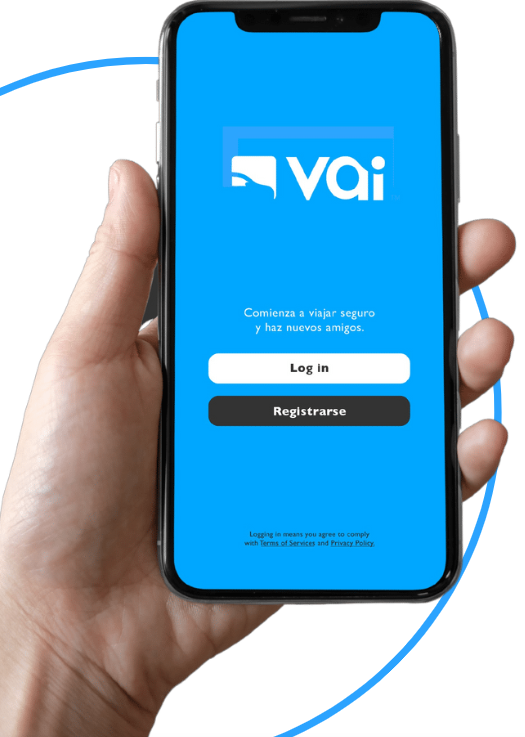 vai
Comienza a viajar seguro
y haz nuevos amigos.
Log in
Registrarse
Logging in means you agree to comply
with Terms of Services and Privacy Policy